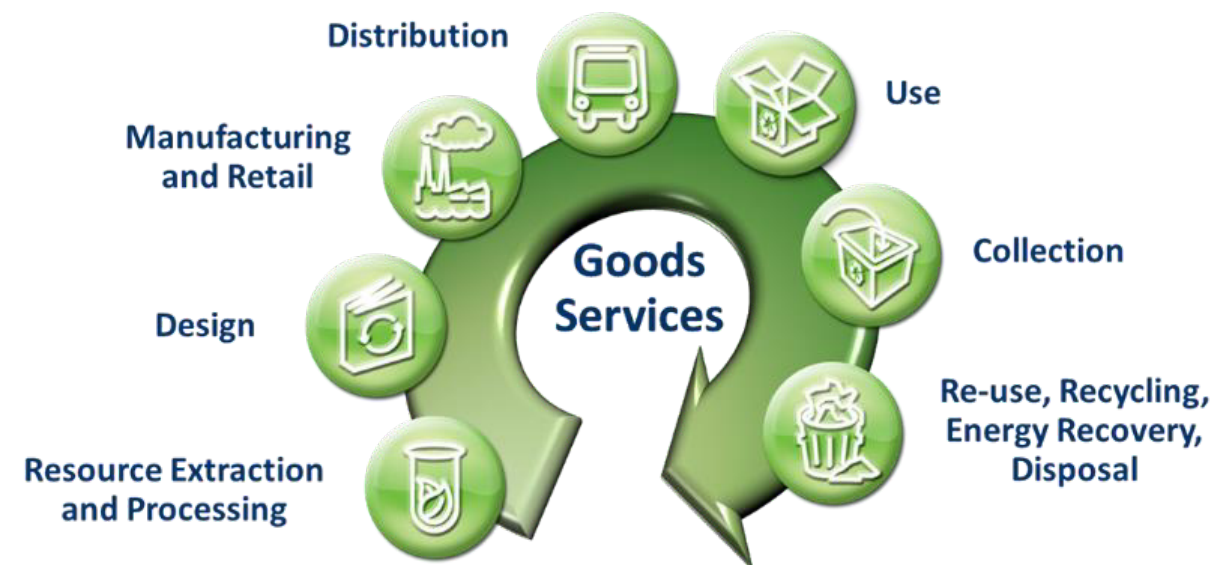 Distribution
Use
Manufacturing
and Retail
Goods
Services
Collection
Design
Re-use, Recycling,
Energy Recovery,
Disposal
Resource Extraction
and Processing